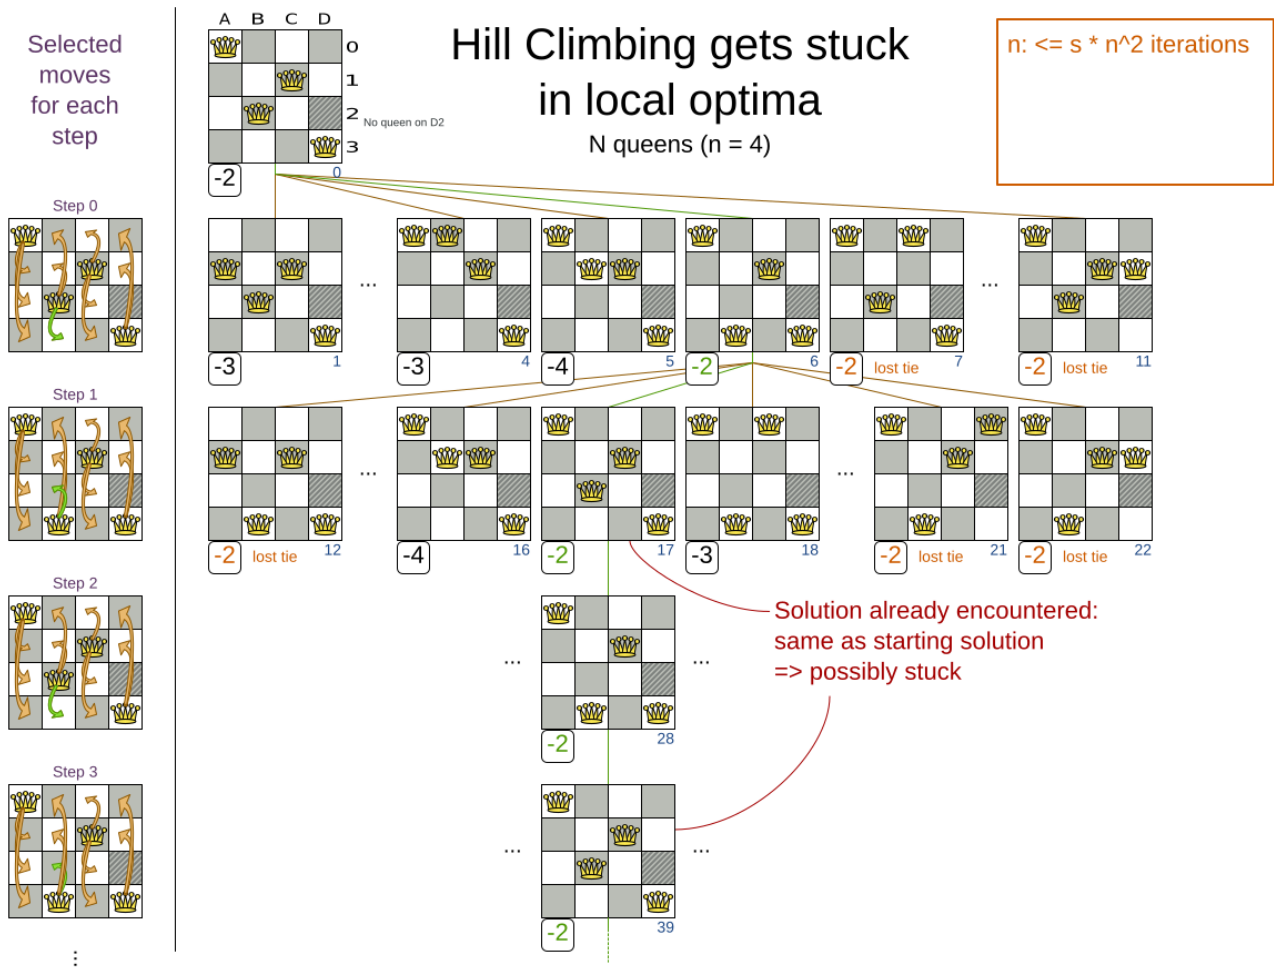 Selected
moves
for each
step
A B C D
0
1
2
3
No queen on D2
-2
0
Hill Climbing gets stuck
in local optima
N queens (n = 4)
n: <= s * n^2 iterations
Step 0
...
...
-3
1
-3
4
-4
5
-2
6
-2
lost tie
7
-2
lost tie
11
Step 1
...
...
-2
lost tie
12
-4
16
-2
17
-3
18
-2
lost tie
21
-2
lost tie
22
Step 2
...
...
-2
28
Solution already encountered:
same as starting solution
=> possibly stuck
Step 3
...
...
-2
39
...